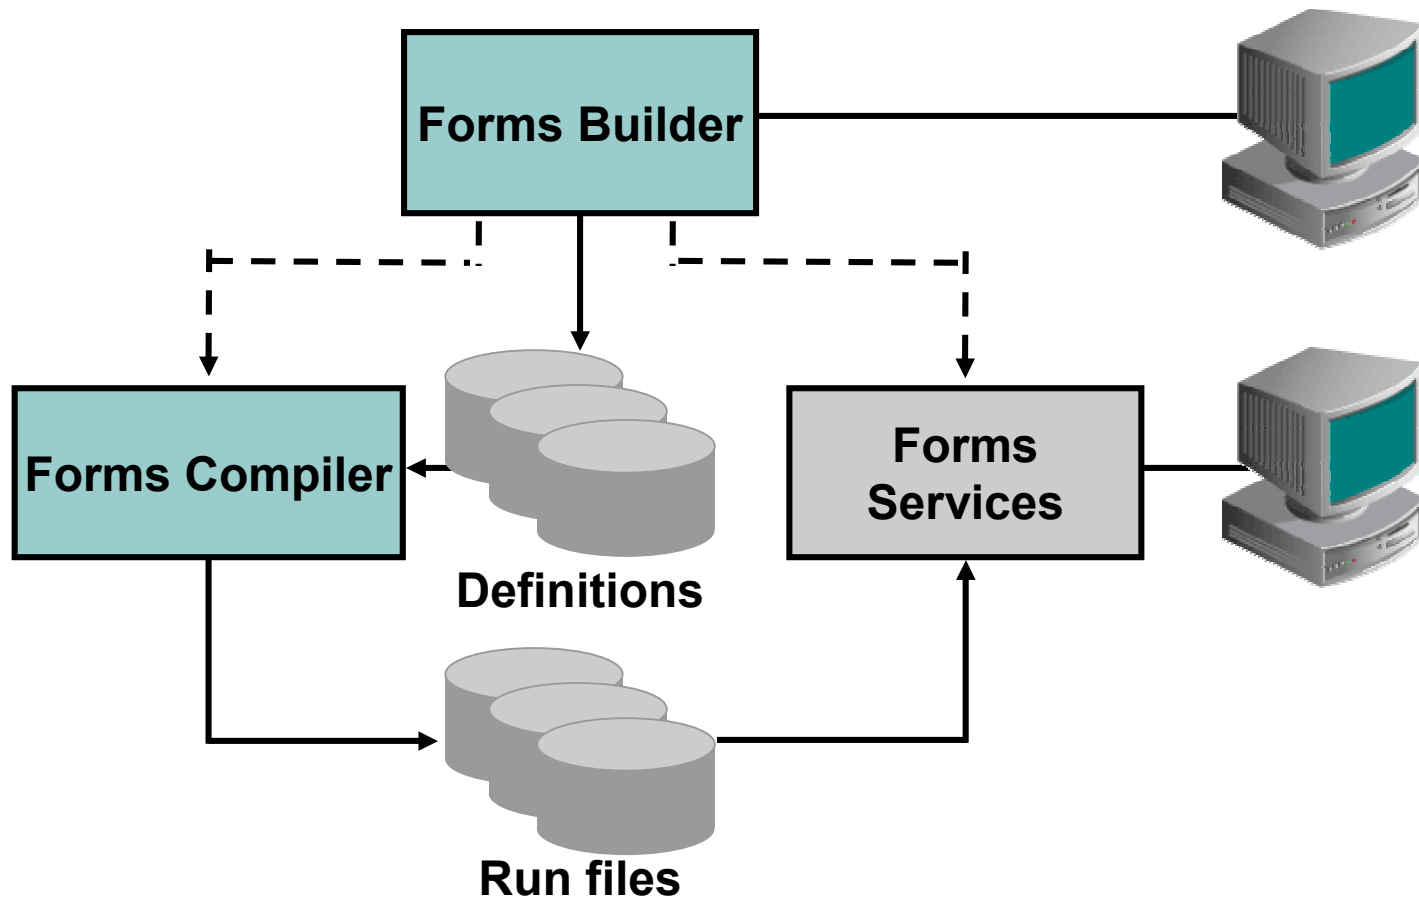 Forms Builder
Forms Compiler
Forms
Services
Definitions
Run files